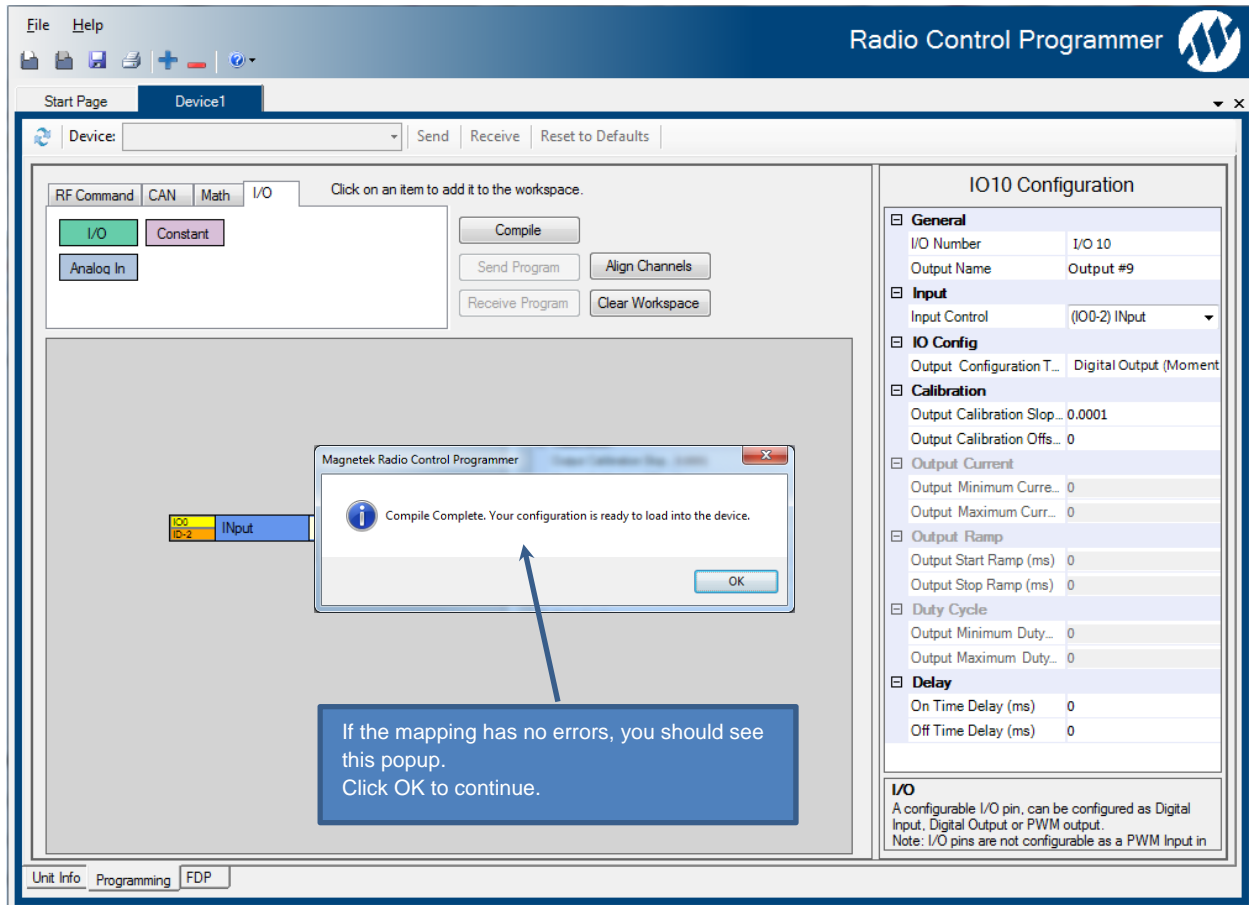 File Help
Radio Control Programmer
Start Page Device1
Device: Send Receive Reset to Defaults
RF Command CAN Math I/O
Click on an item to add it to the workspace.
I/O Constant
Analog In
Compile
Send Program Align Channels
Receive Program Clear Workspace
IO0
ID-2
INput
Magnetek Radio Control Programmer
Compile Complete. Your configuration is ready to load into the device.
OK
If the mapping has no errors, you should see
this popup.
Click OK to continue.
IO10 Configuration
General
I/O Number I/O 10
Output Name Output #9
Input
Input Control (IO0-2) INput
IO Config
Output Configuration T... Digital Output (Moment
Calibration
Output Calibration Slop... 0.0001
Output Calibration Offs... 0
Output Current
Output Minimum Curre... 0
Output Maximum Curr... 0
Output Ramp
Output Start Ramp (ms) 0
Output Stop Ramp (ms) 0
Duty Cycle
Output Minimum Duty... 0
Output Maximum Duty... 0
Delay
On Time Delay (ms) 0
Off Time Delay (ms) 0
I/O
A configurable I/O pin, can be configured as Digital
Input, Digital Output or PWM output.
Note: I/O pins are not configurable as a PWM Input in
Unit Info Programming FDP